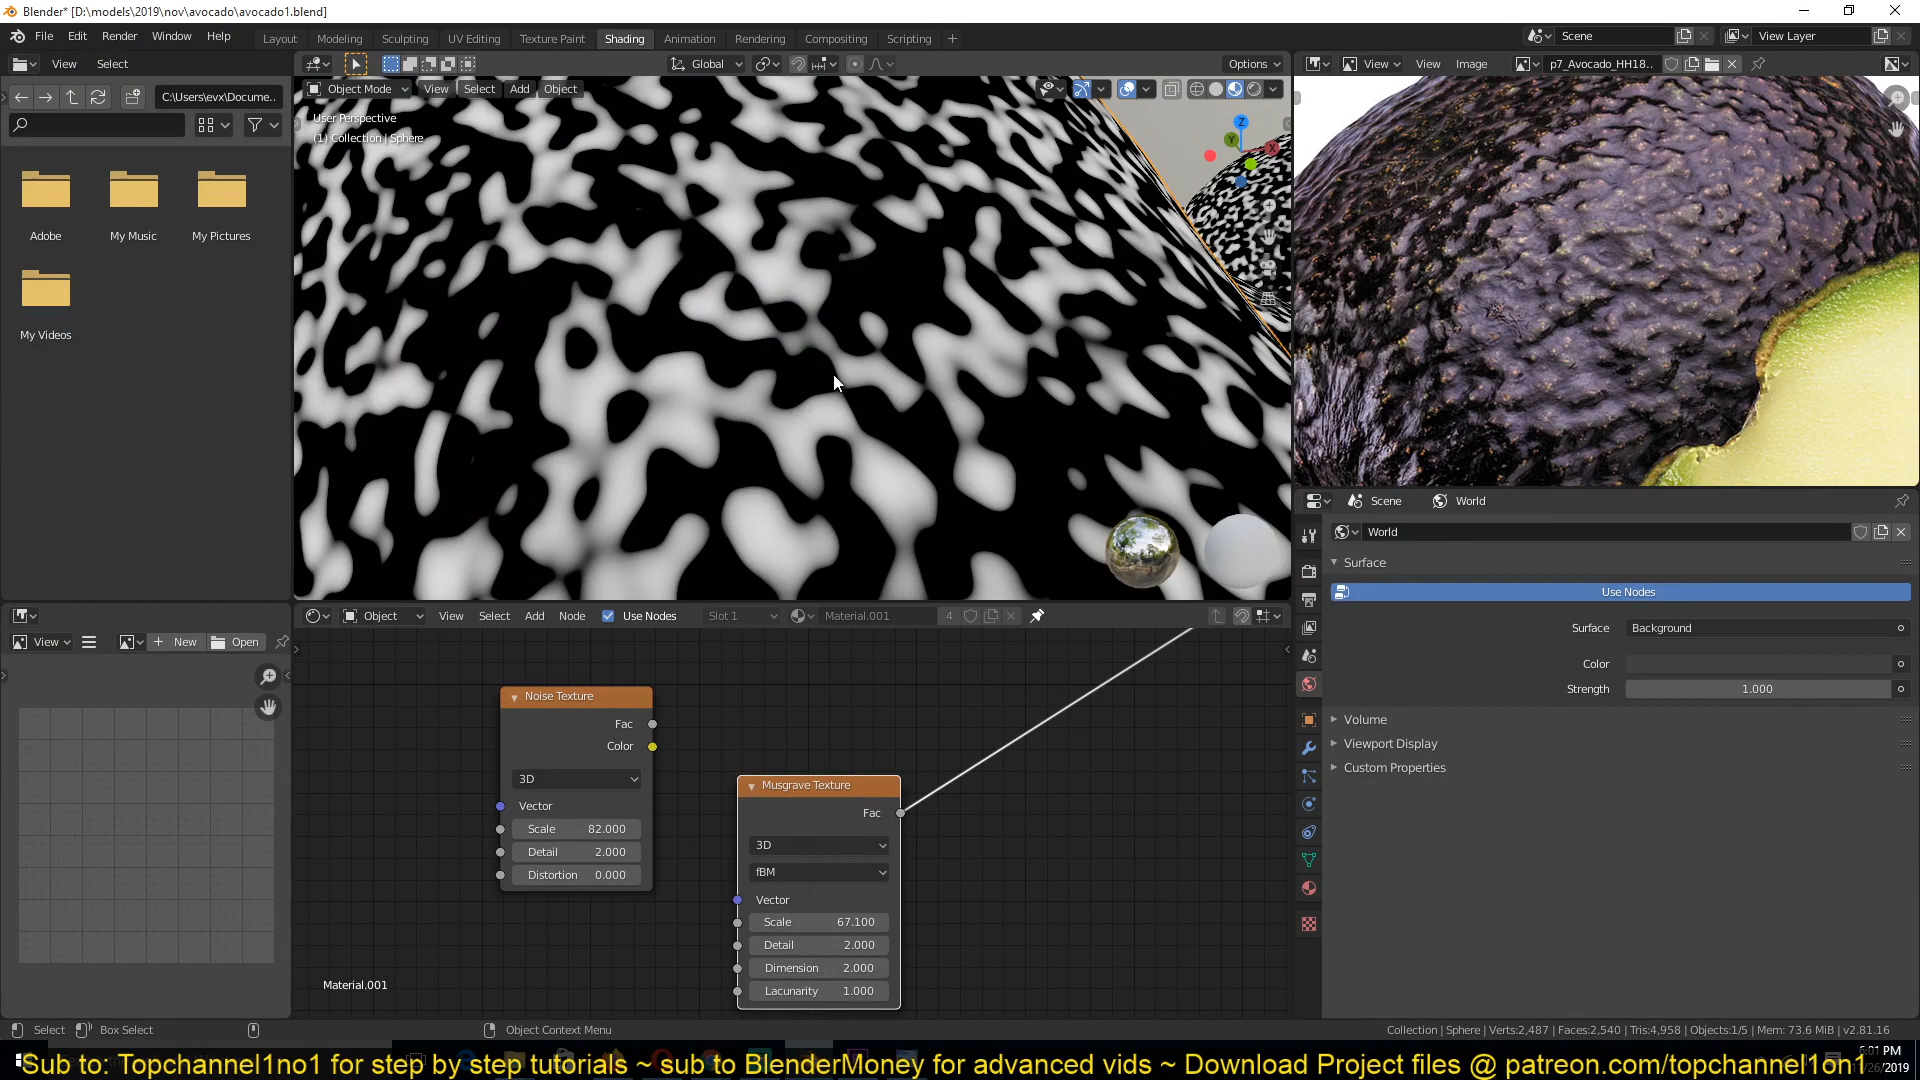 Blender* [D:\models\2019\nov\avocado\avocado1.blend]
File Edit Render Window Help
Layout Modeling Sculpting UV Editing Texture Paint Shading Animation Rendering Compositing Scripting +
Scene
View Layer
View Select
Global
Options
View View Image p7_Avocado_HH18..
C:\Users\evx\Docume..
Object Mode View Select Add Object
User Perspective
(1) Collection | Sphere
Z
Y
X
Adobe
My Music
My Pictures
My Videos
Scene World
World
Surface
Use Nodes
Surface Background
Color
Strength 1.000
Volume
Viewport Display
Custom Properties
Object View Select Add Node Use Nodes Slot 1 Material.001 4
View + New Open
Noise Texture
Fac
Color
3D
Vector
Scale 82.000
Detail 2.000
Distortion 0.000
Musgrave Texture
Fac
3D
fBM
Vector
Scale 67.100
Detail 2.000
Dimension 2.000
Lacunarity 1.000
Material.001
Select Box Select Object Context Menu
Collection | Sphere | Verts:2,487 | Faces:2,540 | Tris:4,958 | Objects:1/5 | Mem: 73.6 MiB | v2.81.16
Sub to: Topchannel1no1 for step by step tutorials ~ sub to BlenderMoney for advanced vids ~ Download Project files @ patreon.com/topchannel1on1